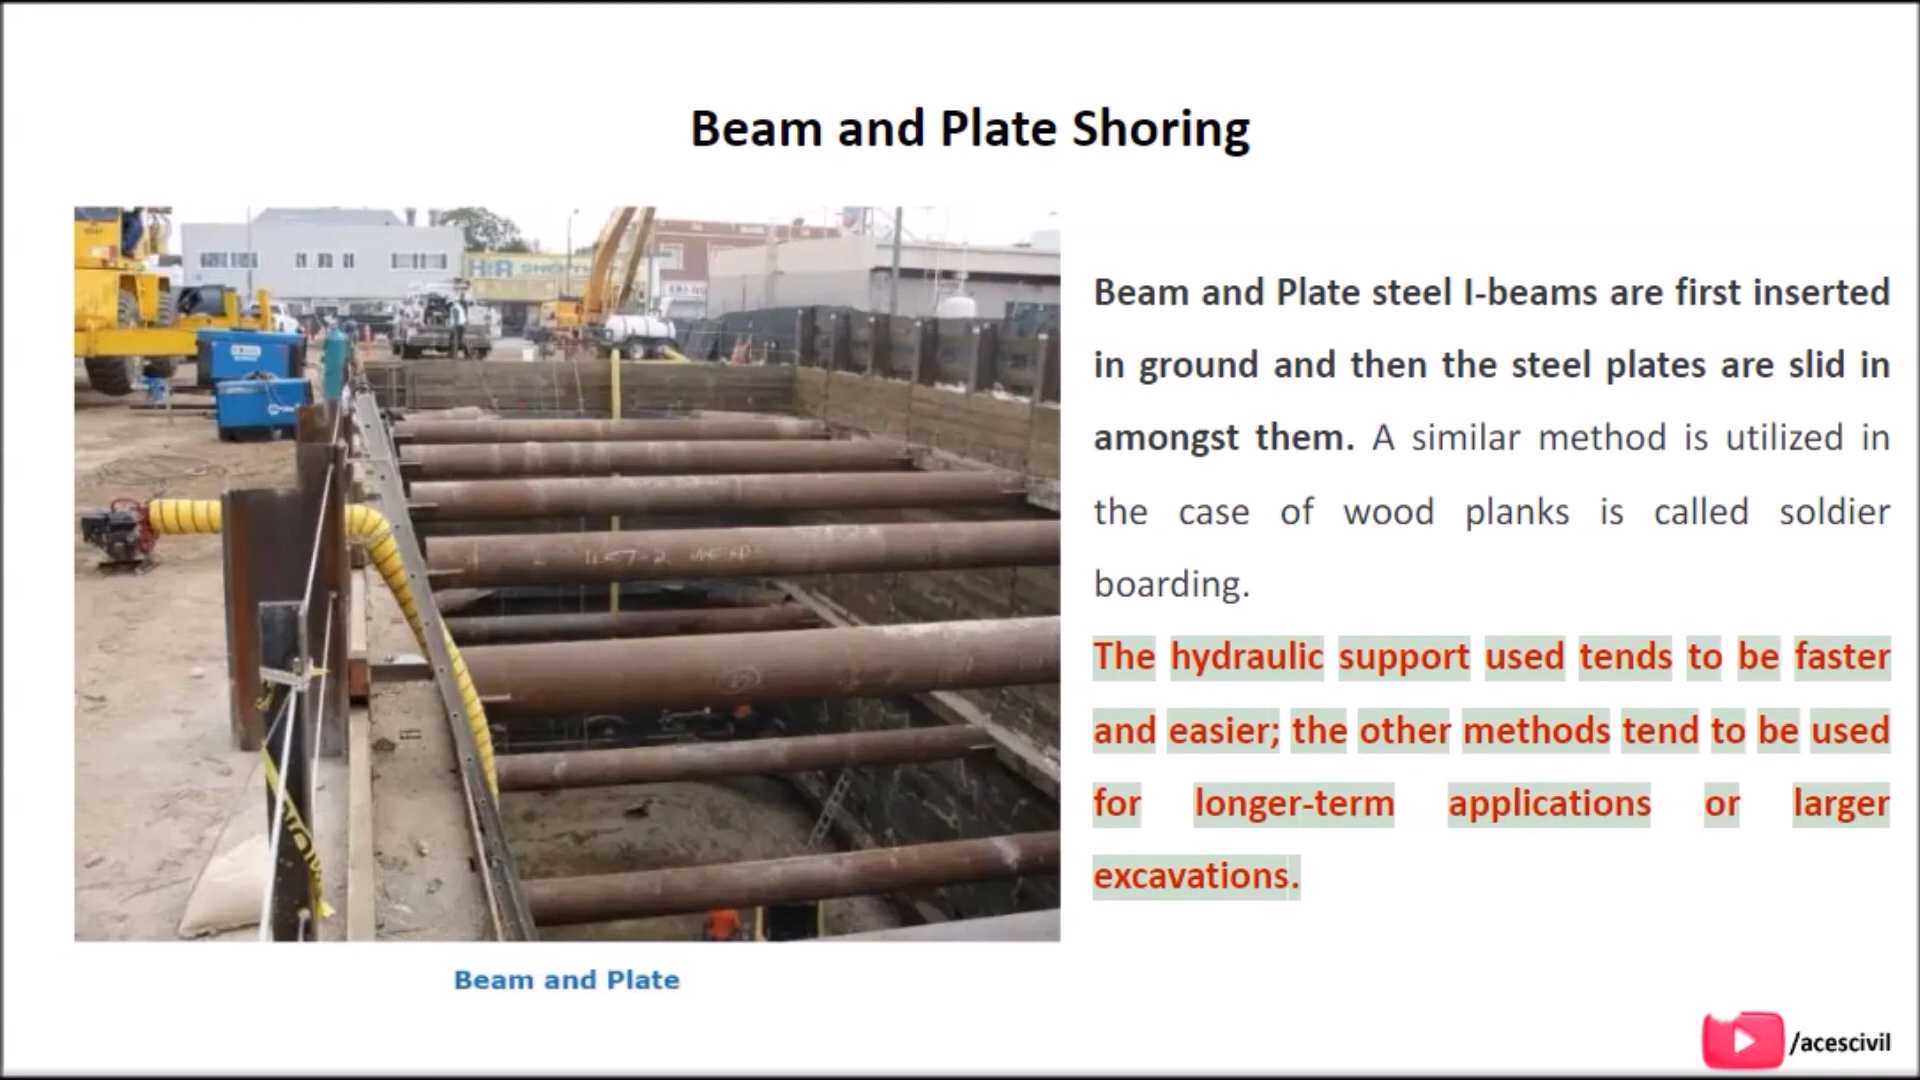 Beam and Plate Shoring
H&R
Beam and Plate steel I-beams are first inserted
in ground and then the steel plates are slid in
amongst them. A similar method is utilized in
the case of wood planks is called soldier
boarding.
The hydraulic support used tends to be faster
and easier; the other methods tend to be used
for longer-term applications or larger
excavations.
Beam and Plate
/acescivil